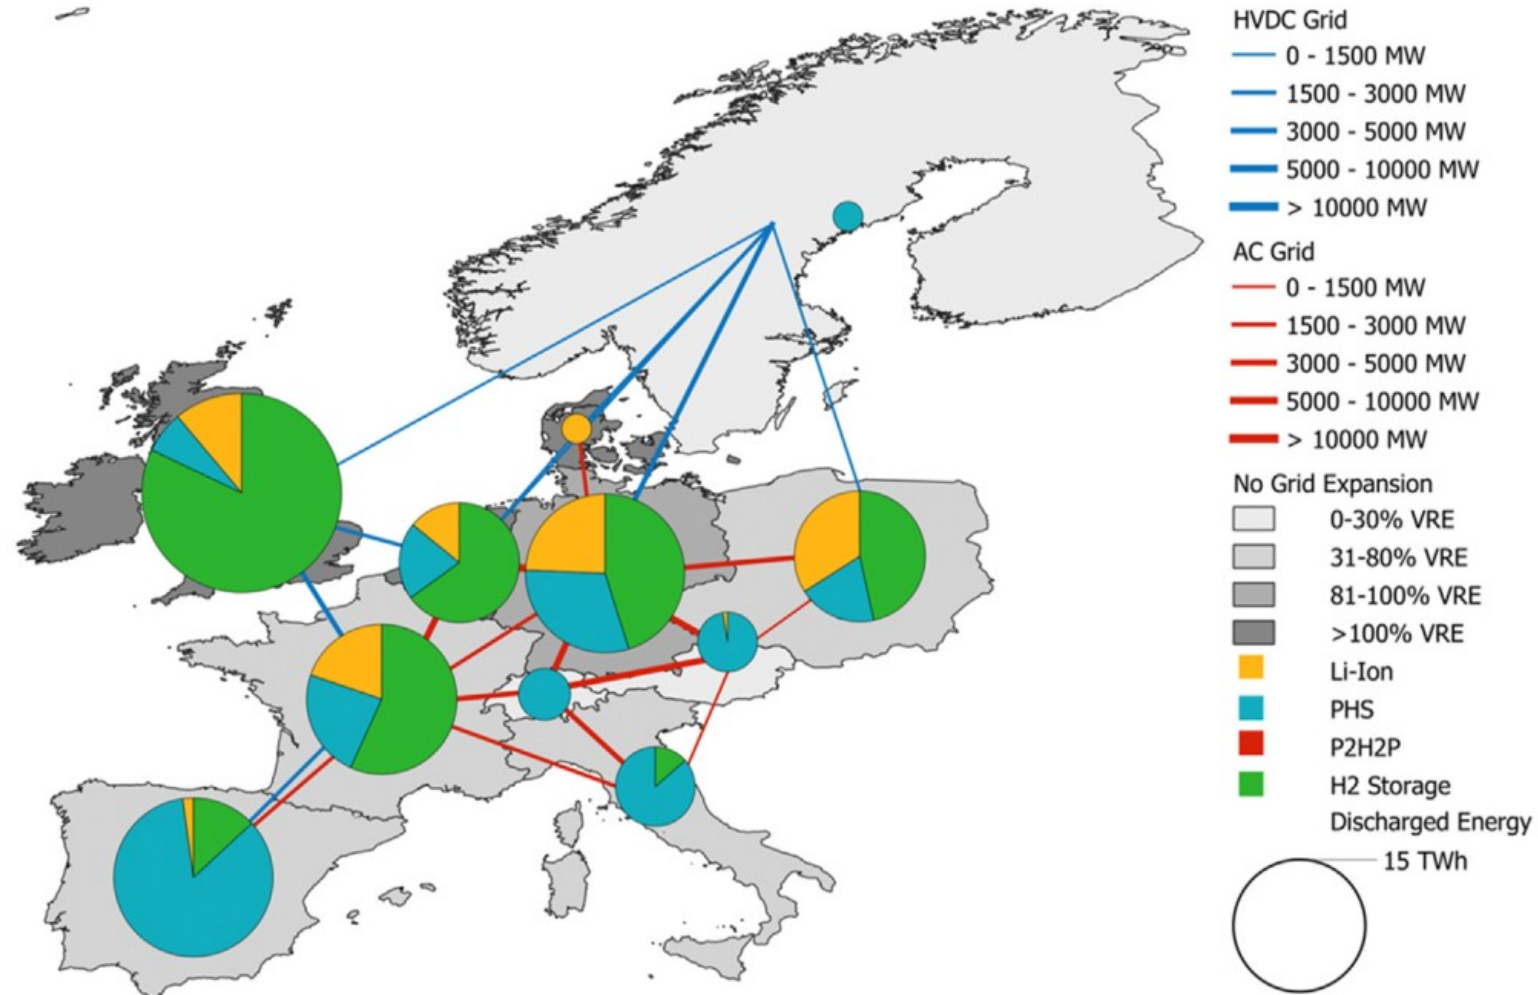 HVDC Grid
0 - 1500 MW
1500 - 3000 MW
3000 - 5000 MW
5000 - 10000 MW
> 10000 MW
AC Grid
0 - 1500 MW
1500 - 3000 MW
3000 - 5000 MW
5000 - 10000 MW
> 10000 MW
No Grid Expansion
0-30% VRE
31-80% VRE
81-100% VRE
>100% VRE
Li-Ion
PHS
P2H2P
H2 Storage
Discharged Energy
15 TWh